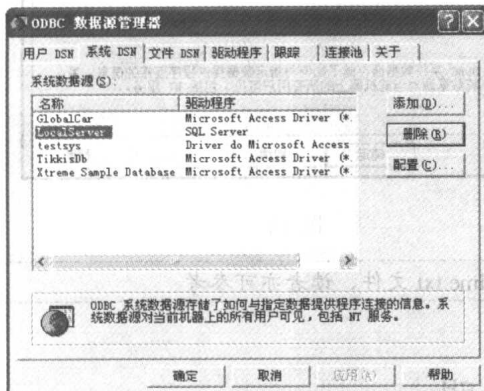 ODBC 数据源管理器
用户 DSN 系统 DSN 文件 DSN 驱动程序 跟踪 连接池 关于
系统数据源(S):
名称 驱动程序
GlobalCar Microsoft Access Driver (*.
LocalServer SQL Server
testsys Driver do Microsoft Access
TikkisDb Microsoft Access Driver (*.
Xtreme Sample Database Microsoft Access Driver (*.
添加(D)...
删除(R)
配置(C)...
ODBC 系统数据源存储了如何与指定数据提供程序连接的信息。系
统数据源对当前机器上的所有用户可见，包括 NT 服务。
确定 取消 应用(A) 帮助